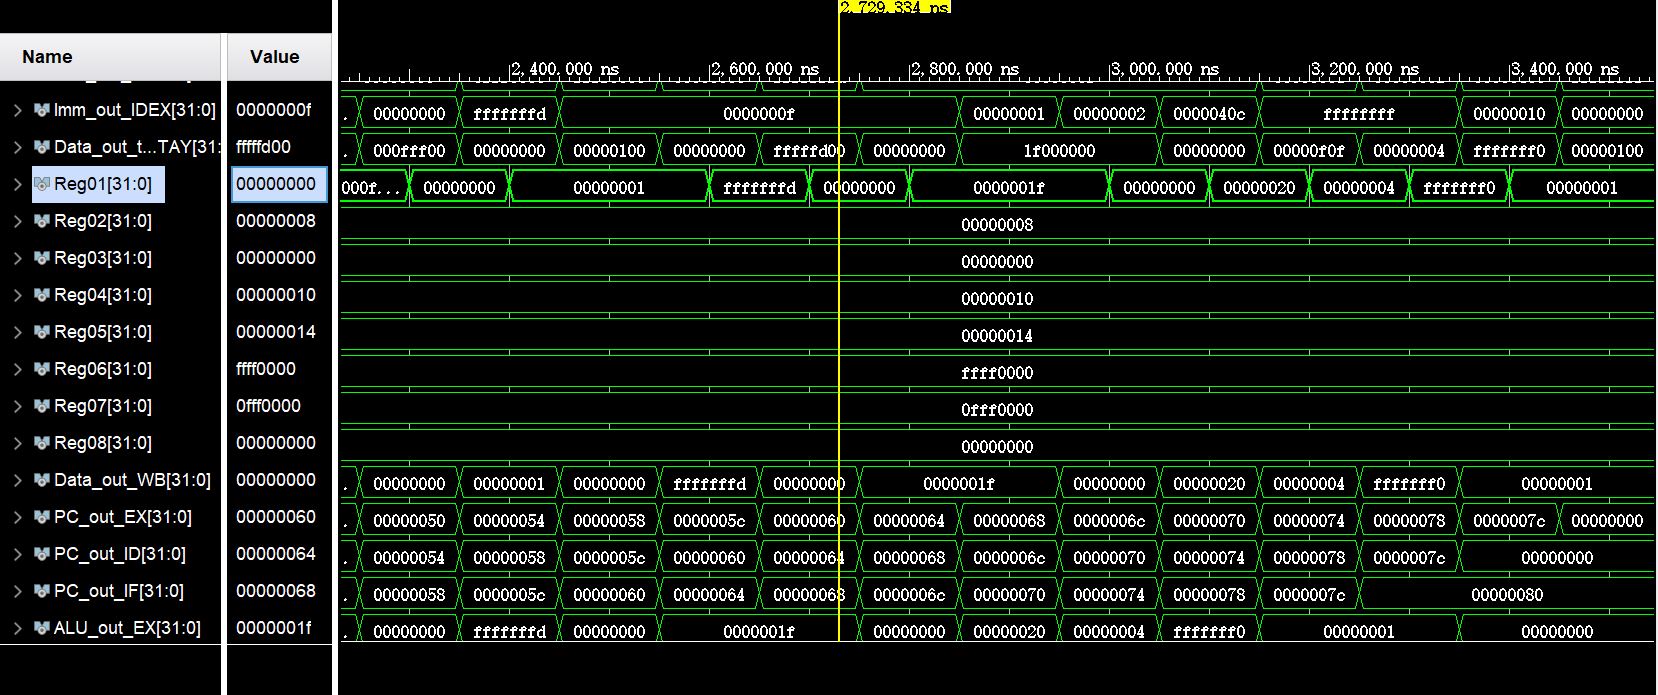 2,729.334 ns
Name Value
2,400.000 ns 2,600.000 ns 2,800.000 ns 3,000.000 ns 3,200.000 ns 3,400.000 ns
Imm_out_IDEX[31:0] 0000000f . 00000000 fffffffd 0000000f 00000001 00000002 0000040c ffffffff 00000010 00000000
Data_out_t...TAY[31: fffffd00 . 000fff00 00000000 00000100 00000000 fffffd00 00000000 1f000000 00000000 00000f0f 00000004 fffffff0 00000100
Reg01[31:0] 00000000 000f... 00000000 00000001 fffffffd 00000000 0000001f 00000000 00000020 00000004 fffffff0 00000001
Reg02[31:0] 00000008 00000008
Reg03[31:0] 00000000 00000000
Reg04[31:0] 00000010 00000010
Reg05[31:0] 00000014 00000014
Reg06[31:0] ffff0000 ffff0000
Reg07[31:0] 0fff0000 0fff0000
Reg08[31:0] 00000000 00000000
Data_out_WB[31:0] 00000000 . 00000000 00000001 00000000 fffffffd 00000000 0000001f 00000000 00000020 00000004 fffffff0 00000001
PC_out_EX[31:0] 00000060 . 00000050 00000054 00000058 0000005c 00000060 00000064 00000068 0000006c 00000070 00000074 00000078 0000007c 00000000
PC_out_ID[31:0] 00000064 . 00000054 00000058 0000005c 00000060 00000064 00000068 0000006c 00000070 00000074 00000078 0000007c 00000000
PC_out_IF[31:0] 00000068 . 00000058 0000005c 00000060 00000064 00000068 0000006c 00000070 00000074 00000078 0000007c 00000080
ALU_out_EX[31:0] 0000001f . 00000000 fffffffd 00000000 0000001f 00000000 00000020 00000004 fffffff0 00000001 00000000